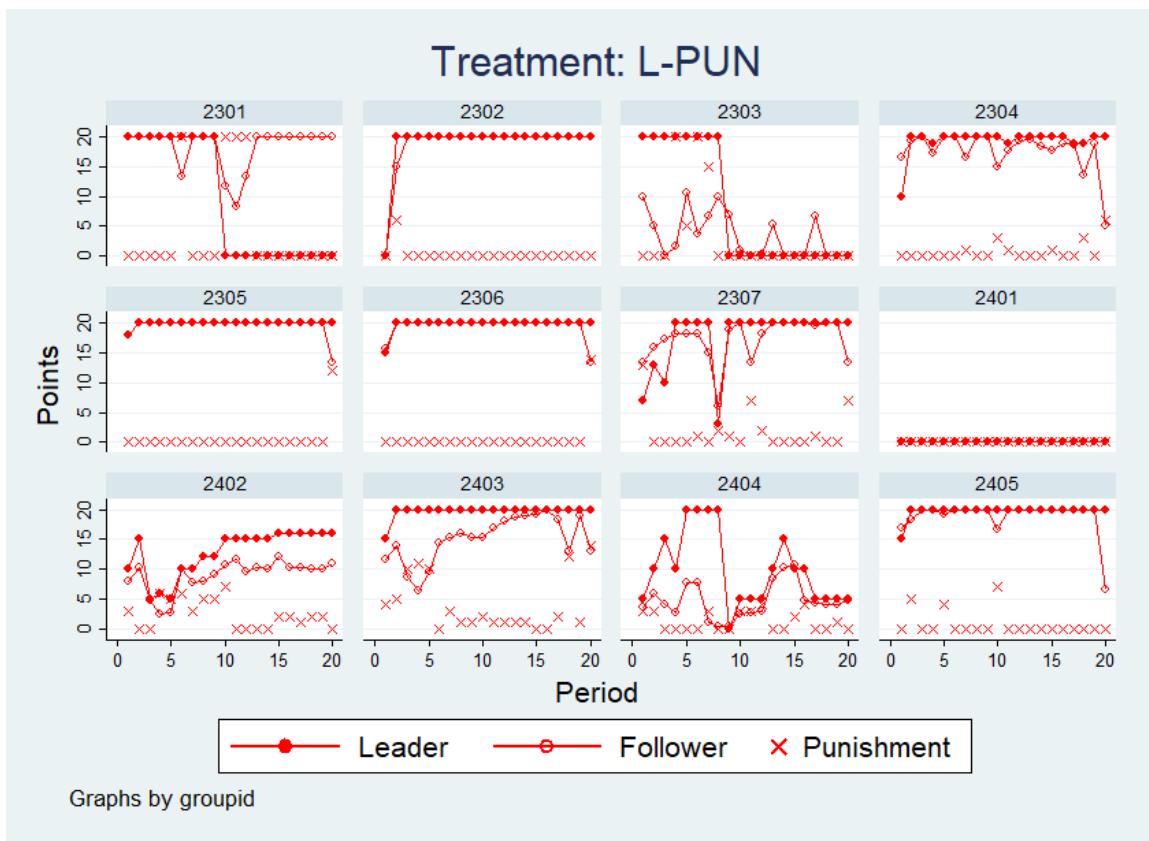 Treatment: L-PUN
2301 2302 2303 2304
20
15
10
5
0
2305 2306 2307 2401
20
15
10
5
0
2402 2403 2404 2405
20
15
10
5
0
Points
0 5 10 15 20 0 5 10 15 20 0 5 10 15 20 0 5 10 15 20
Period
Leader Follower Punishment
Graphs by groupid